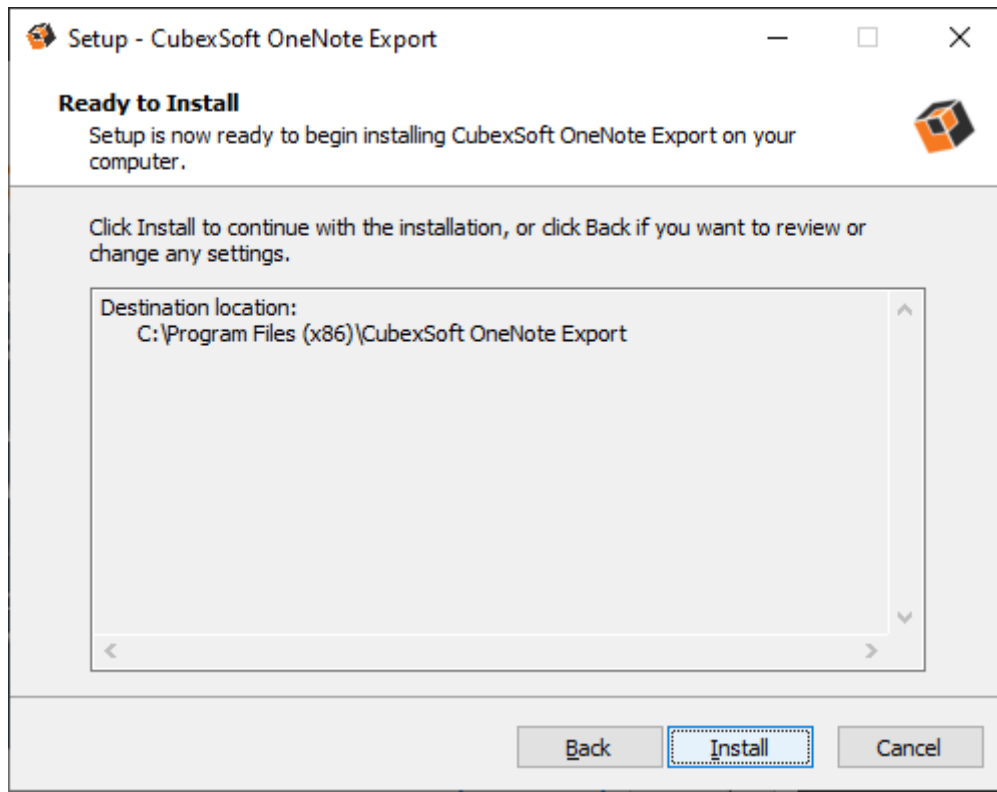 Setup - CubexSoft OneNote Export
Ready to Install
Setup is now ready to begin installing CubexSoft OneNote Export on your
computer.
Click Install to continue with the installation, or click Back if you want to review or
change any settings.
Destination location:
C:\Program Files (x86)\CubexSoft OneNote Export
Back
Install
Cancel